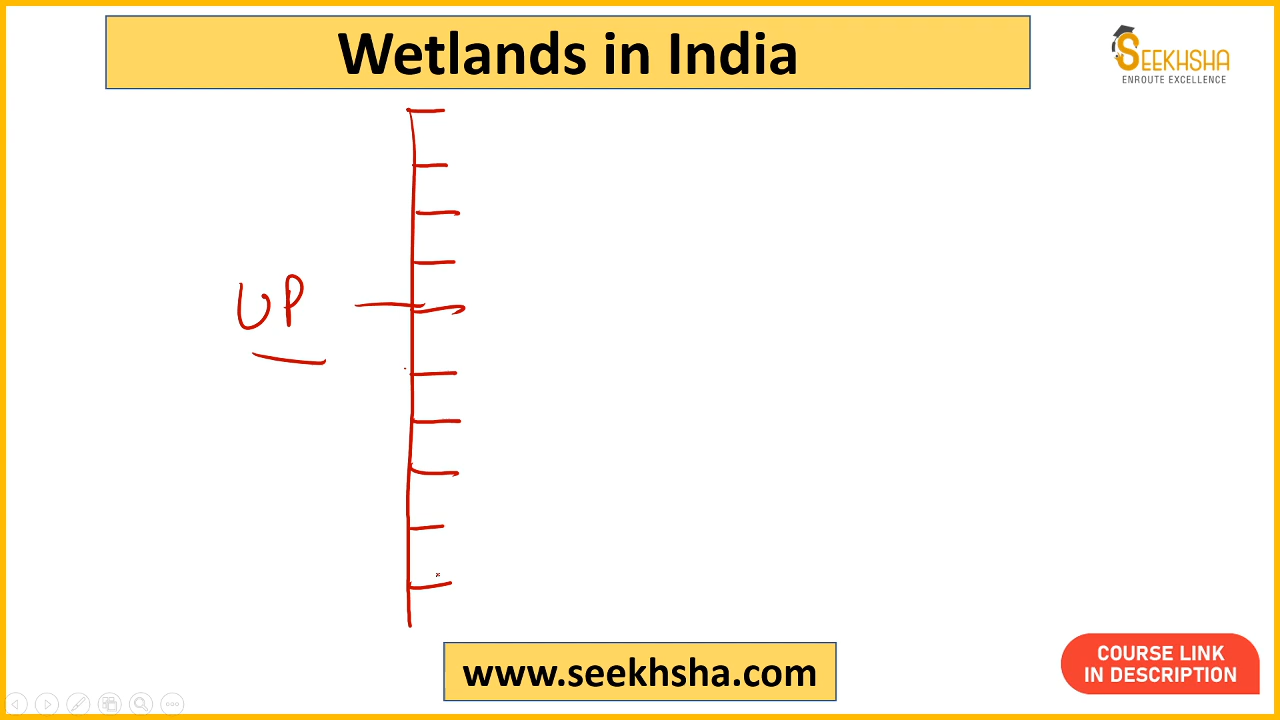 Wetlands in India
SEEKHSHA
ENROUTE EXCELLENCE
UP
www.seekhsha.com
COURSE LINK
IN DESCRIPTION